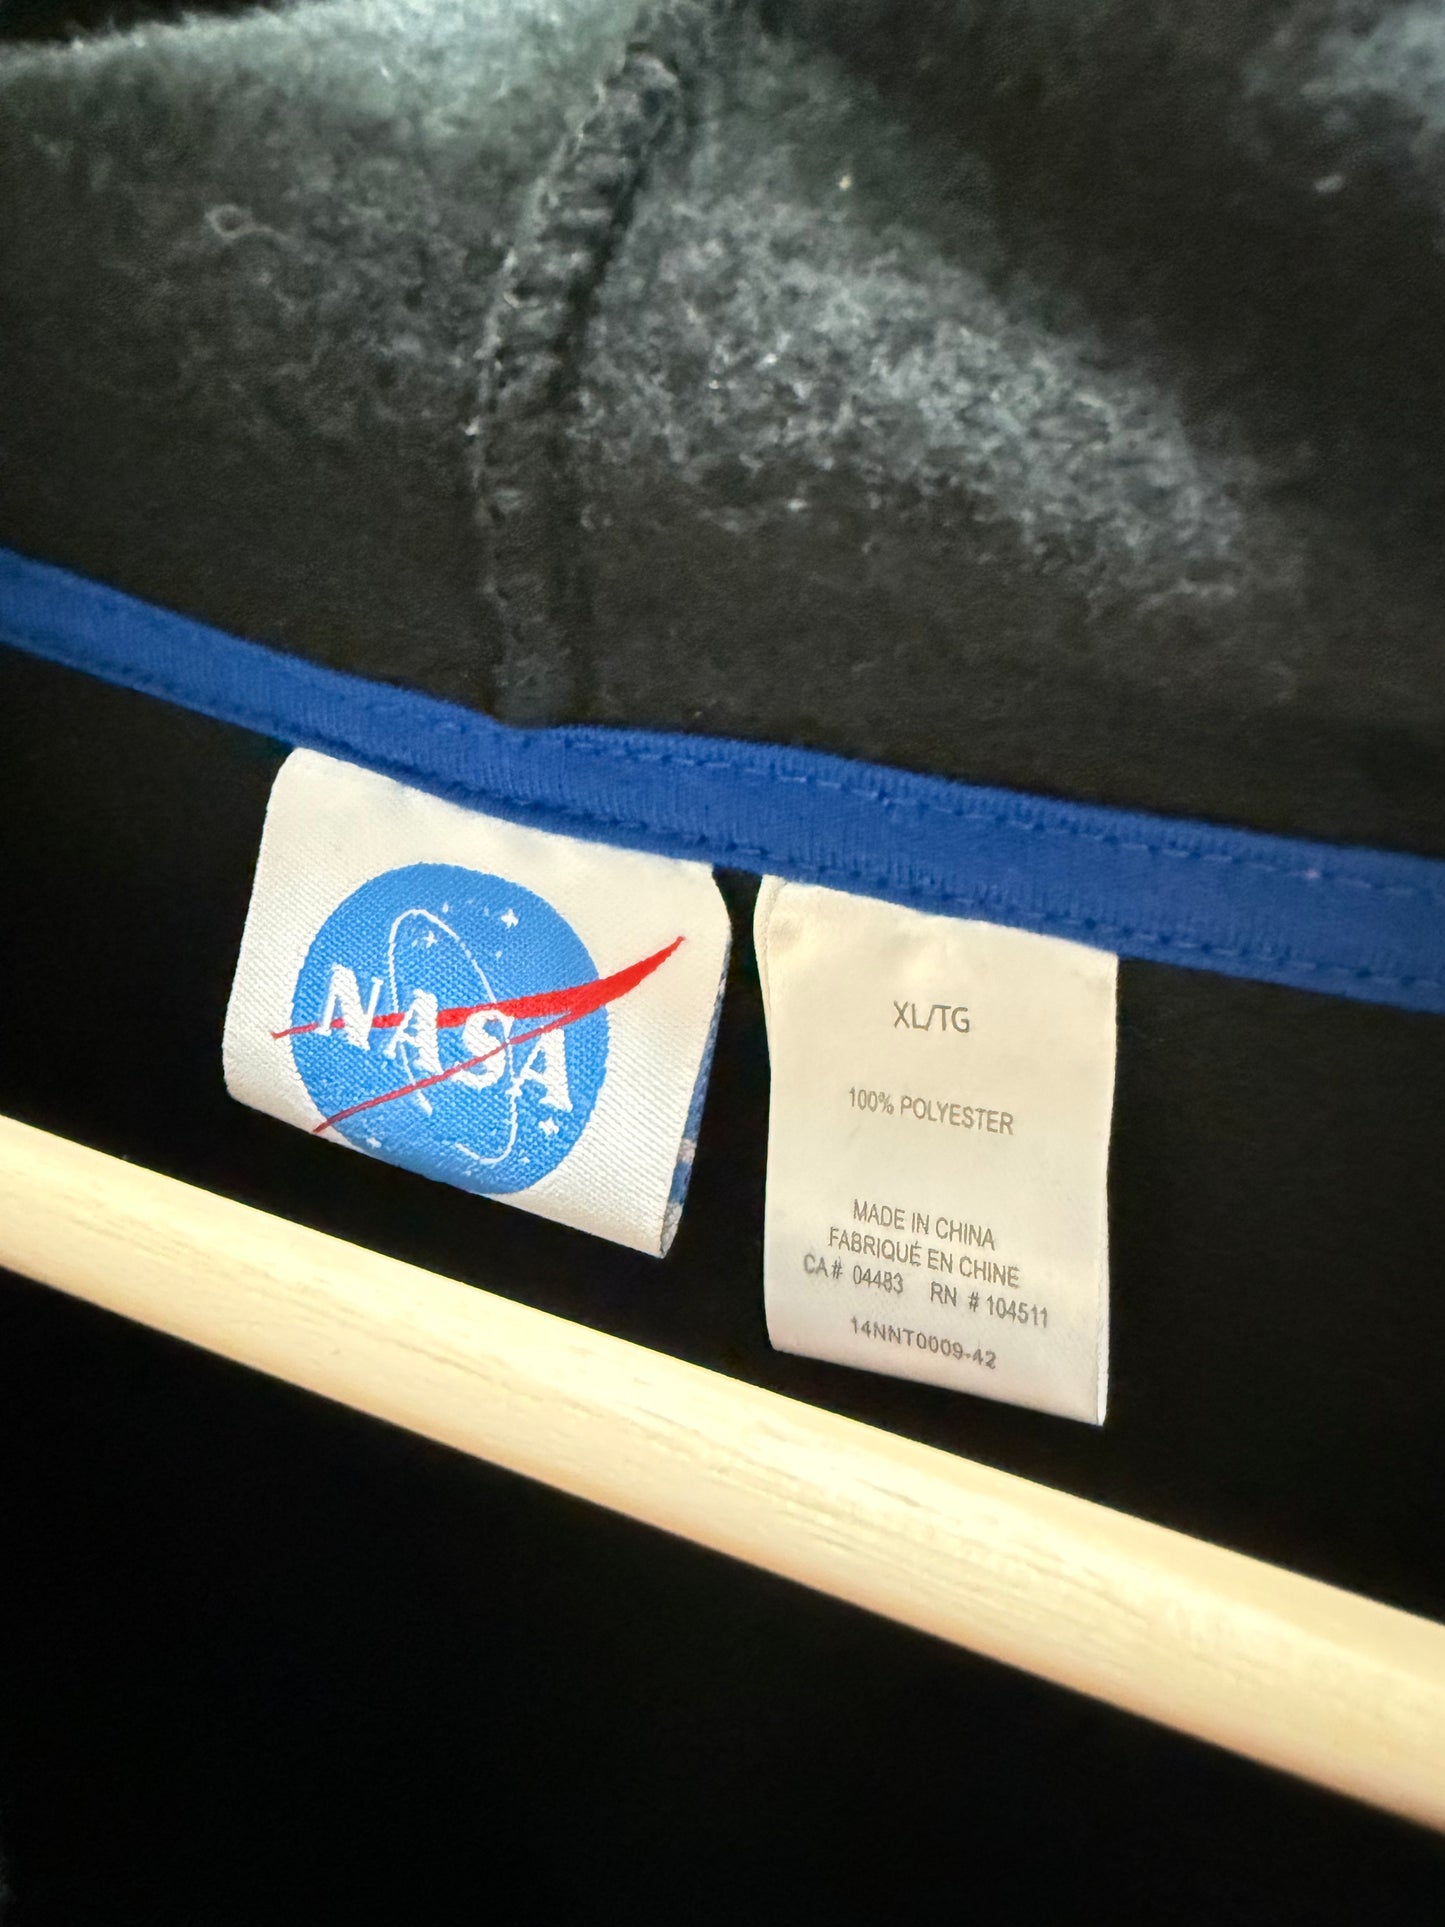 NASA
XL/TG
100% POLYESTER
MADE IN CHINA
FABRIQUÉ EN CHINE
CA# 04483 RN # 104511
14NNT0009-42